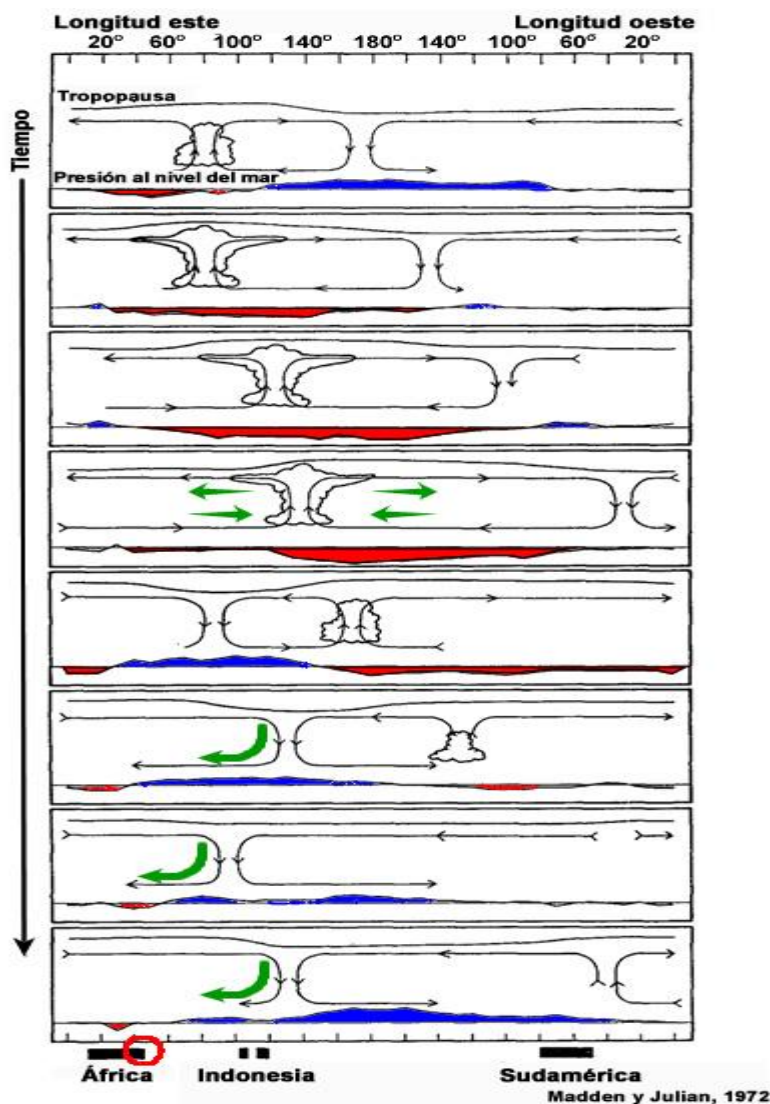 Longitud este Longitud oeste
20° 60° 100° 140° 180° 140° 100° 60° 20°
Tiempo
Tropopausa
Presión al nivel del mar
África Indonesia Sudamérica
Madden y Julian, 1972